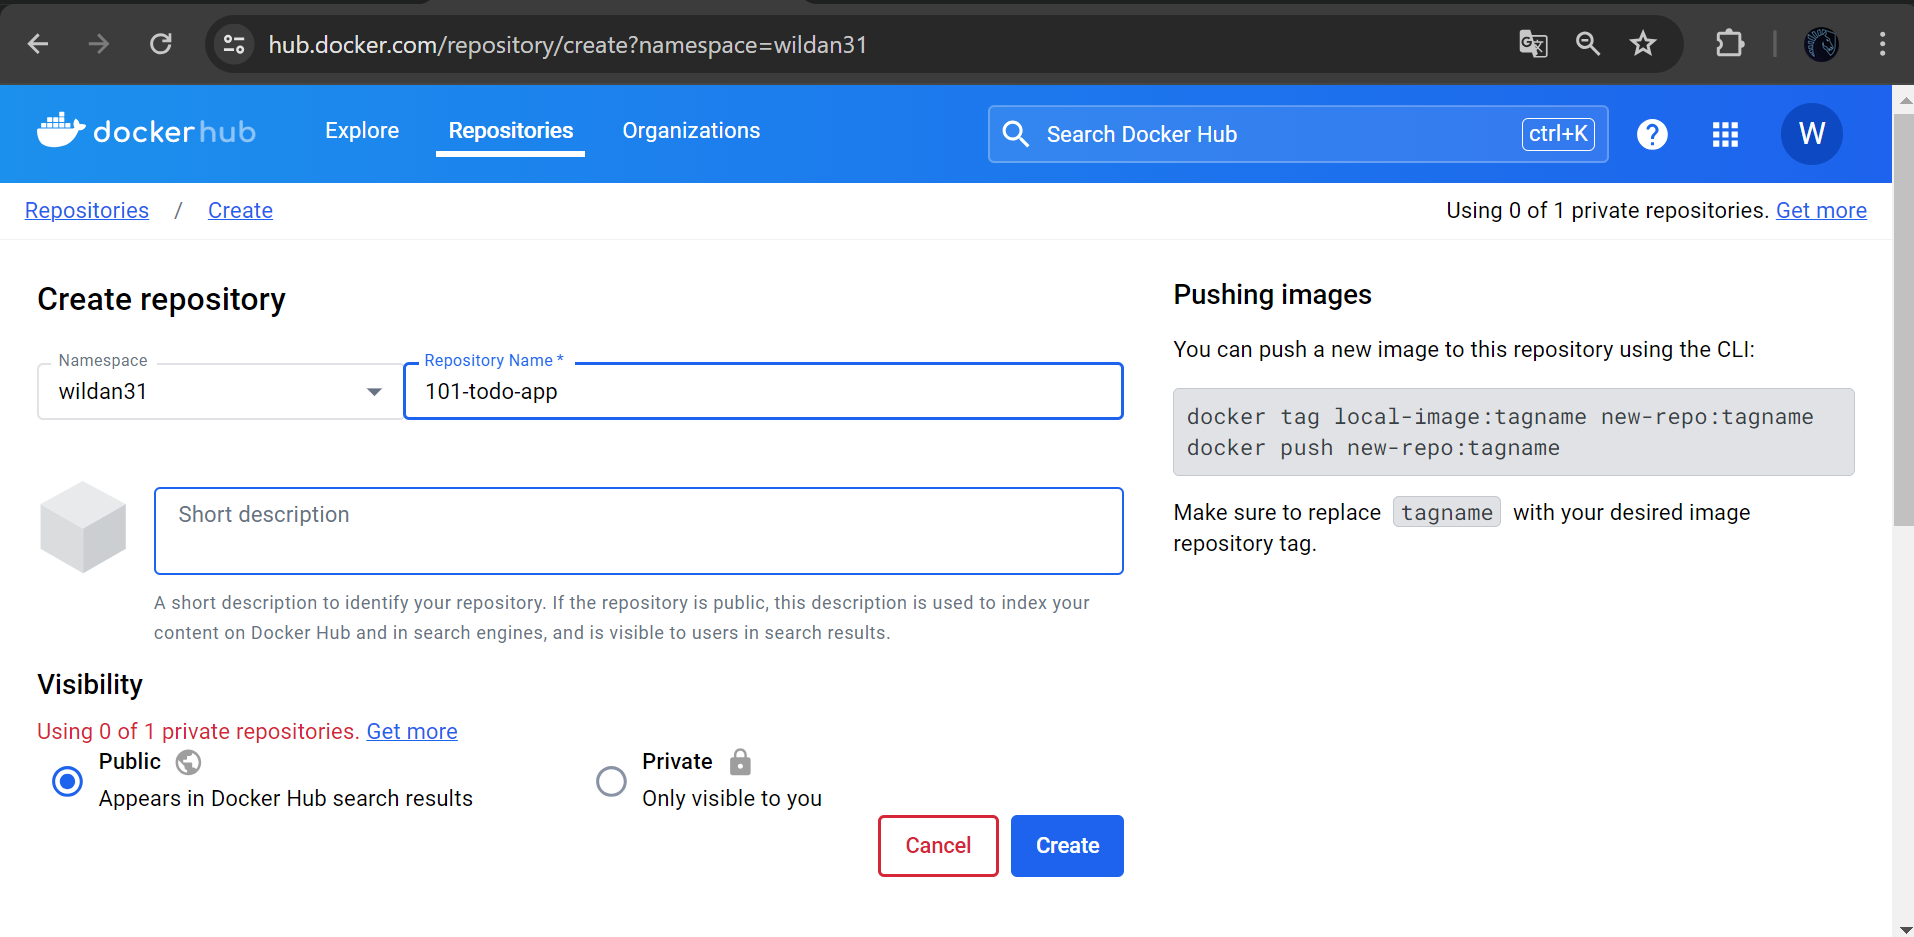 hub.docker.com/repository/create?namespace=wildan31
dockerhub Explore Repositories Organizations Search Docker Hub ctrl+K ? W
Repositories / Create Using 0 of 1 private repositories. Get more
Create repository
Namespace
wildan31
Repository Name *
101-todo-app
Short description
A short description to identify your repository. If the repository is public, this description is used to index your
content on Docker Hub and in search engines, and is visible to users in search results.
Visibility
Using 0 of 1 private repositories. Get more
Public
Appears in Docker Hub search results
Private
Only visible to you
Cancel Create
Pushing images
You can push a new image to this repository using the CLI:
docker tag local-image:tagname new-repo:tagname
docker push new-repo:tagname
Make sure to replace tagname with your desired image
repository tag.